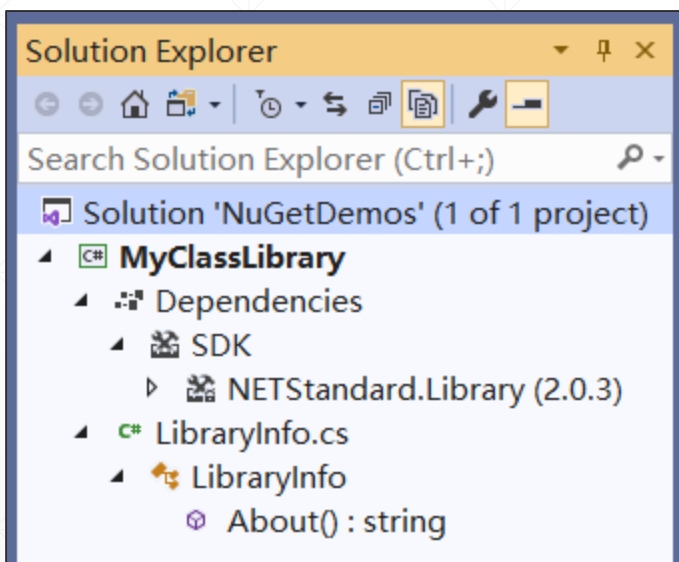 Solution Explorer
Search Solution Explorer (Ctrl+;)
Solution 'NuGetDemos' (1 of 1 project)
C# MyClassLibrary
Dependencies
SDK
NETStandard.Library (2.0.3)
C# LibraryInfo.cs
LibraryInfo
About() : string